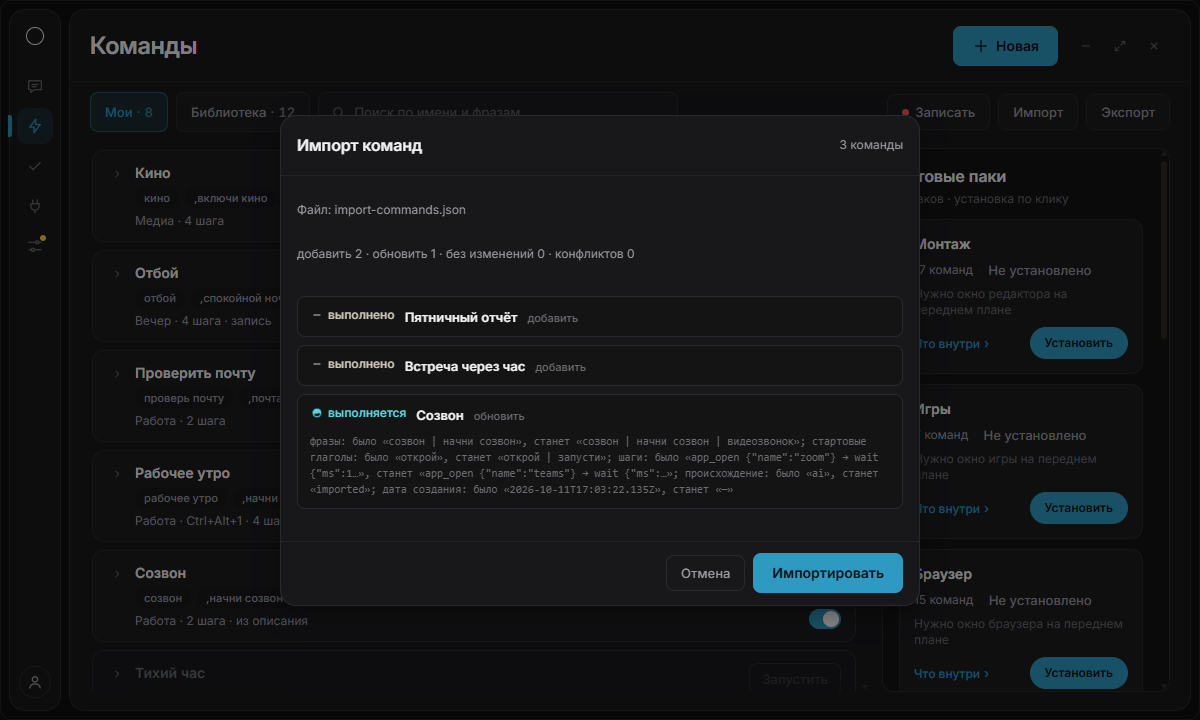 Команды
+ Новая
Мои · 8
Библиотека · 12
Поиск по имени и фразам
Записать
Импорт
Экспорт
Кино
кино
,включи кино
Медиа · 4 шага
Отбой
отбой
,спокойной
Вечер · 4 шага · запись
Проверить почту
проверь почту
,почта
Работа · 2 шага
Рабочее утро
рабочее утро
,начни
Работа · Ctrl+Alt+1 · 4
Созвон
созвон
,начни созвон
Работа · 2 шага · из описания
Тихий час
Запустить
Импорт команд
3 команды
Файл: import-commands.json
добавить 2 · обновить 1 · без изменений 0 · конфликтов 0
– выполнено Пятничный отчёт добавить
– выполнено Встреча через час добавить
выполняется Созвон обновить
фразы: было «созвон | начни созвон», станет «созвон | начни созвон | видеозвонок»; стартовые
глаголы: было «открой», станет «открой | запусти»; шаги: было «app_open {"name":"zoom"} → wait
{"ms":1…», станет «app_open {"name":"teams"} → wait {"ms":…»; происхождение: было «ai», станет
«imported»; дата создания: было «2026-10-11T17:03:22.135Z», станет «—»
Отмена
Импортировать
товые паки
аков · установка по клику
Монтаж
7 команд
Не установлено
Нужно окно редактора на
переднем плане
Что внутри ›
Установить
Игры
команд
Не установлено
Нужно окно игры на переднем
плане
Что внутри ›
Установить
Браузер
15 команд
Не установлено
Нужно окно браузера на переднем
плане
Что внутри ›
Установить